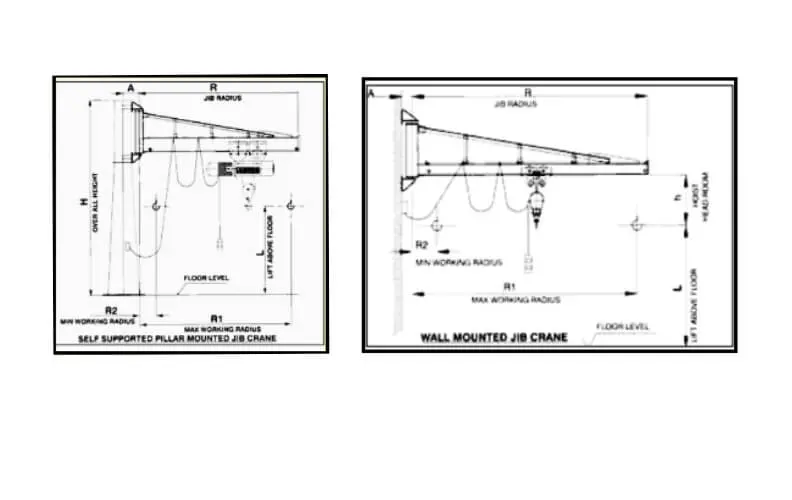 A R
JIB RADIUS
H
OVER ALL HEIGHT
L
LIFT ABOVE FLOOR
FLOOR LEVEL
R2
MIN WORKING RADIUS
R1
MAX WORKING RADIUS
SELF SUPPORTED PILLAR MOUNTED JIB CRANE
A R
JIB RADIUS
h
HOIST
HEAD ROOM
R2
MIN WORKING RADIUS
R1
MAX WORKING RADIUS
L
LIFT ABOVE FLOOR
FLOOR LEVEL
WALL MOUNTED JIB CRANE